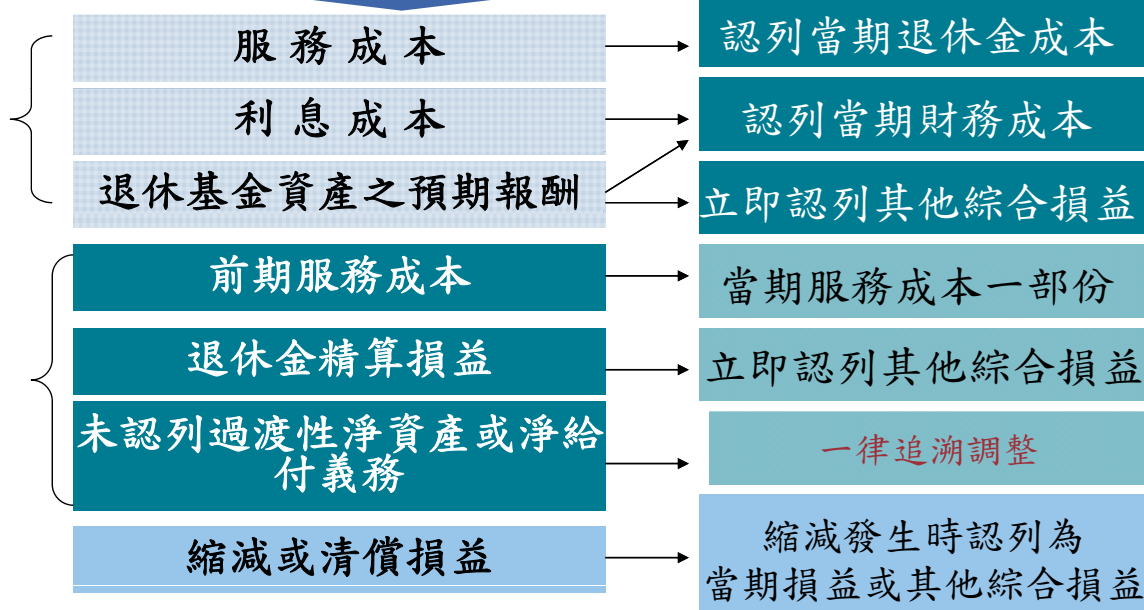 服務成本
認列當期退休金成本
利息成本
認列當期財務成本
退休基金資產之預期報酬
立即認列其他綜合損益
前期服務成本
當期服務成本一部份
退休金精算損益
立即認列其他綜合損益
未認列過渡性淨資產或淨給
付義務
一律追溯調整
縮減或清償損益
縮減發生時認列為
當期損益或其他綜合損益